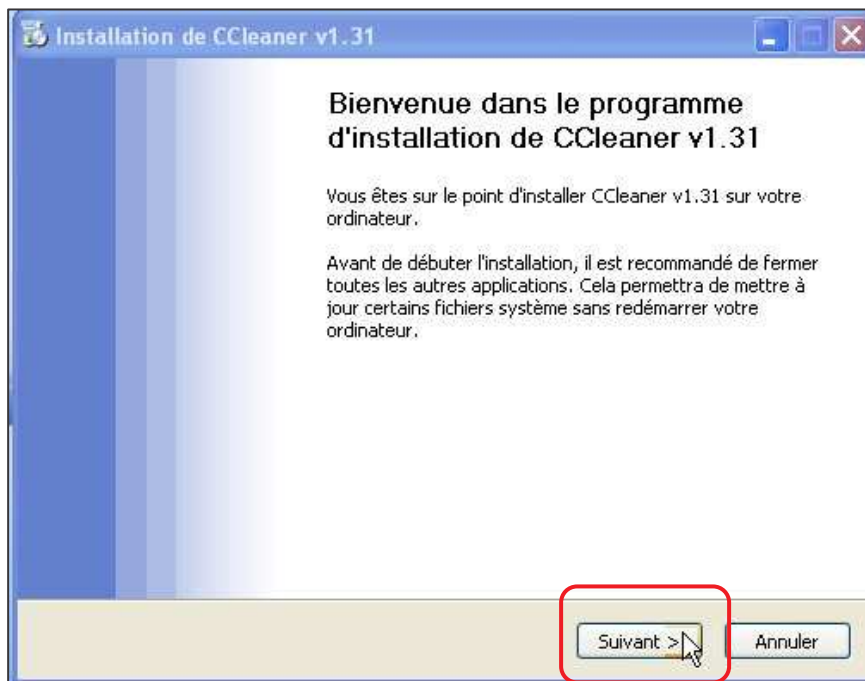 Installation de CCleaner v1.31
Bienvenue dans le programme
d'installation de CCleaner v1.31
Vous êtes sur le point d'installer CCleaner v1.31 sur votre
ordinateur.
Avant de débuter l'installation, il est recommandé de fermer
toutes les autres applications. Cela permettra de mettre à
jour certains fichiers système sans redémarrer votre
ordinateur.
Suivant >
Annuler